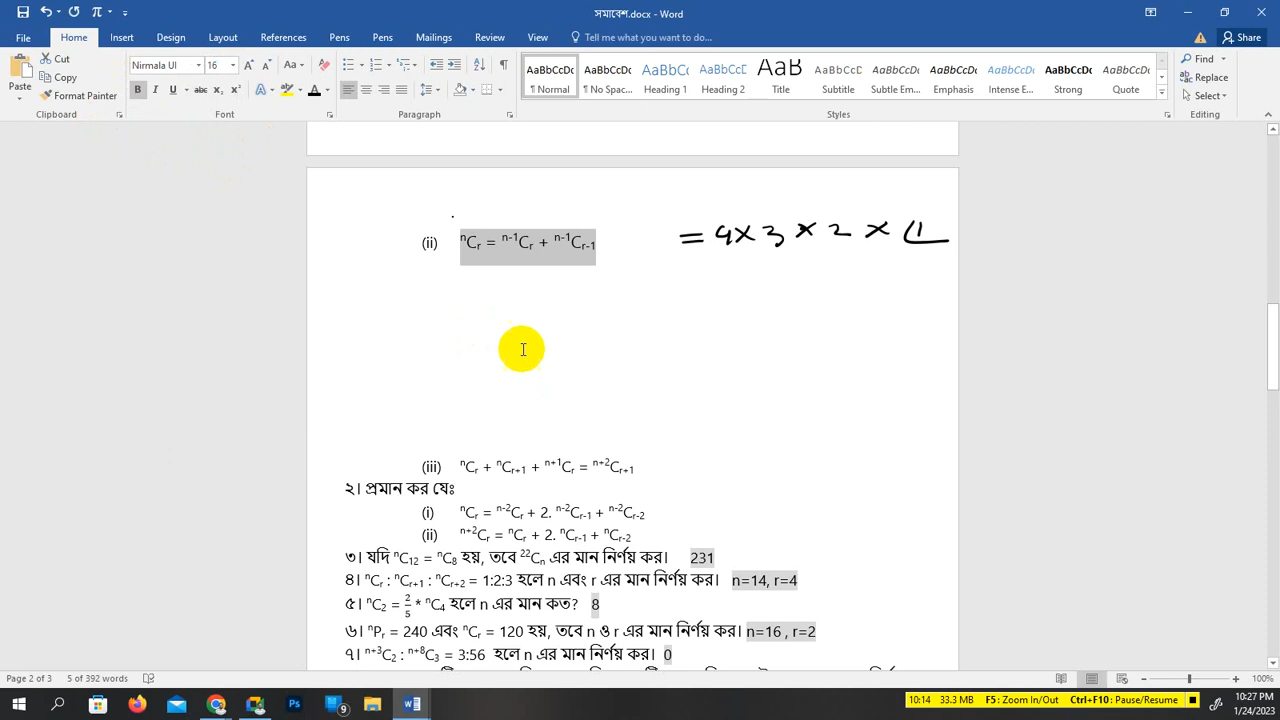 সমাবেশ.docx - Word
File Home Insert Design Layout References Pens Pens Mailings Review View Tell me what you want to do... Share
Paste Cut Copy Format Painter
Nirmala UI 16
AaBbCcDc AaBbCcDc AaBbCc AaBbCcC AaB AaBbCcD AaBbCcDc AaBbCcDc AaBbCcDc AaBbCcDc
¶ Normal ¶ No Spac... Heading 1 Heading 2 Title Subtitle Subtle Em... Emphasis Intense E... Strong Quote
Find Replace Select
Clipboard Font Paragraph Styles Editing
(ii) ⁿCᵣ = ⁿ⁻¹Cᵣ + ⁿ⁻¹Cᵣ₋₁ = 4 × 3 × 2 × 1
(iii) ⁿCᵣ + ⁿCᵣ₊₁ + ⁿ⁺¹Cᵣ = ⁿ⁺²Cᵣ₊₁
২। প্রমান কর যেঃ
(i) ⁿCᵣ = ⁿ⁻²Cᵣ + 2. ⁿ⁻²Cᵣ₋₁ + ⁿ⁻²Cᵣ₋₂
(ii) ⁿ⁺²Cᵣ = ⁿCᵣ + 2. ⁿCᵣ₋₁ + ⁿCᵣ₋₂
৩। যদি ⁿC₁₂ = ⁿC₈ হয়, তবে ²²Cₙ এর মান নির্ণয় কর। 231
৪। ⁿCᵣ : ⁿCᵣ₊₁ : ⁿCᵣ₊₂ = 1:2:3 হলে n এবং r এর মান নির্ণয় কর। n=14, r=4
৫। ⁿC₂ = 2/5 * ⁿC₄ হলে n এর মান কত? 8
৬। ⁿPᵣ = 240 এবং ⁿCᵣ = 120 হয়, তবে n ও r এর মান নির্ণয় কর। n=16 , r=2
৭। ⁿ⁺³C₂ : ⁿ⁺⁸C₃ = 3:56 হলে n এর মান নির্ণয় কর। 0
Page 2 of 3 5 of 392 words 100%
10:14 33.3 MB F5: Zoom In/Out Ctrl+F10: Pause/Resume
10:27 PM
1/24/2023